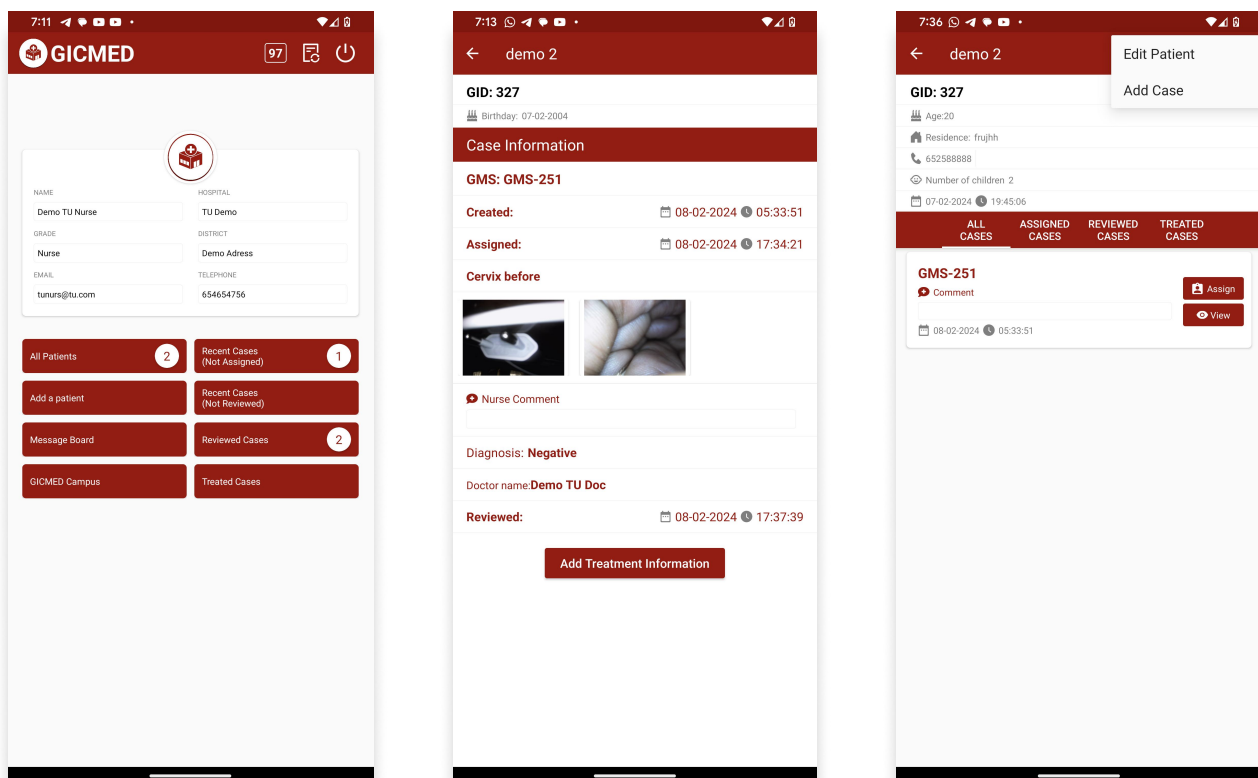 7:11
GICMED
97
NAME
HOSPITAL
Demo TU Nurse
TU Demo
GRADE
DISTRICT
Nurse
Demo Adress
EMAIL
TELEPHONE
tunurs@tu.com
654654756
All Patients 2
Recent Cases
(Not Assigned) 1
Add a patient
Recent Cases
(Not Reviewed)
Message Board
Reviewed Cases 2
GICMED Campus
Treated Cases
7:13
demo 2
GID: 327
Birthday: 07-02-2004
Case Information
GMS: GMS-251
Created: 08-02-2024 05:33:51
Assigned: 08-02-2024 17:34:21
Cervix before
Nurse Comment
Diagnosis: Negative
Doctor name:Demo TU Doc
Reviewed: 08-02-2024 17:37:39
Add Treatment Information
7:36
demo 2
Edit Patient
Add Case
GID: 327
Age:20
Residence: frujhh
652588888
Number of children 2
07-02-2024 19:45:06
ALL
CASES
ASSIGNED
CASES
REVIEWED
CASES
TREATED
CASES
GMS-251
Comment
Assign
View
08-02-2024 05:33:51